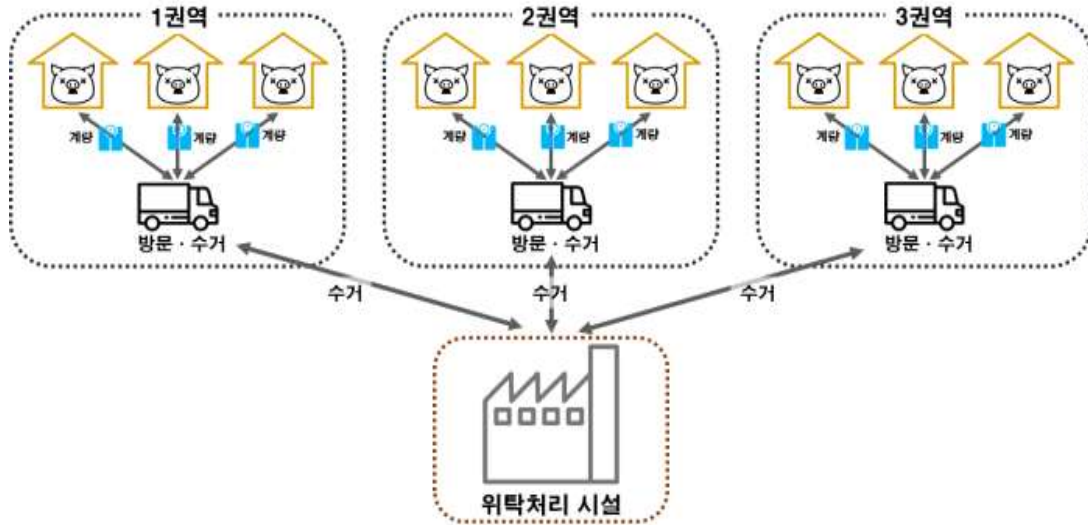 1권역
2권역
3권역
계량 계량 계량
계량 계량 계량
계량 계량 계량
방문 · 수거
방문 · 수거
방문 · 수거
수거
수거
수거
위탁처리 시설